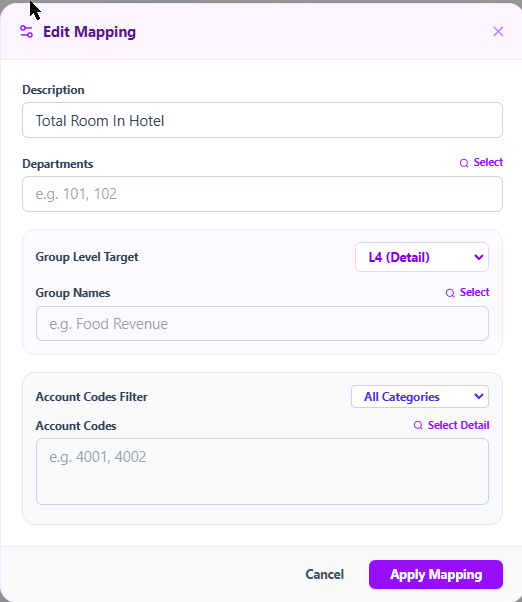 Edit Mapping
Description
Total Room In Hotel
Departments
Select
e.g. 101, 102
Group Level Target
L4 (Detail)
Group Names
Select
e.g. Food Revenue
Account Codes Filter
All Categories
Account Codes
Select Detail
e.g. 4001, 4002
Cancel
Apply Mapping